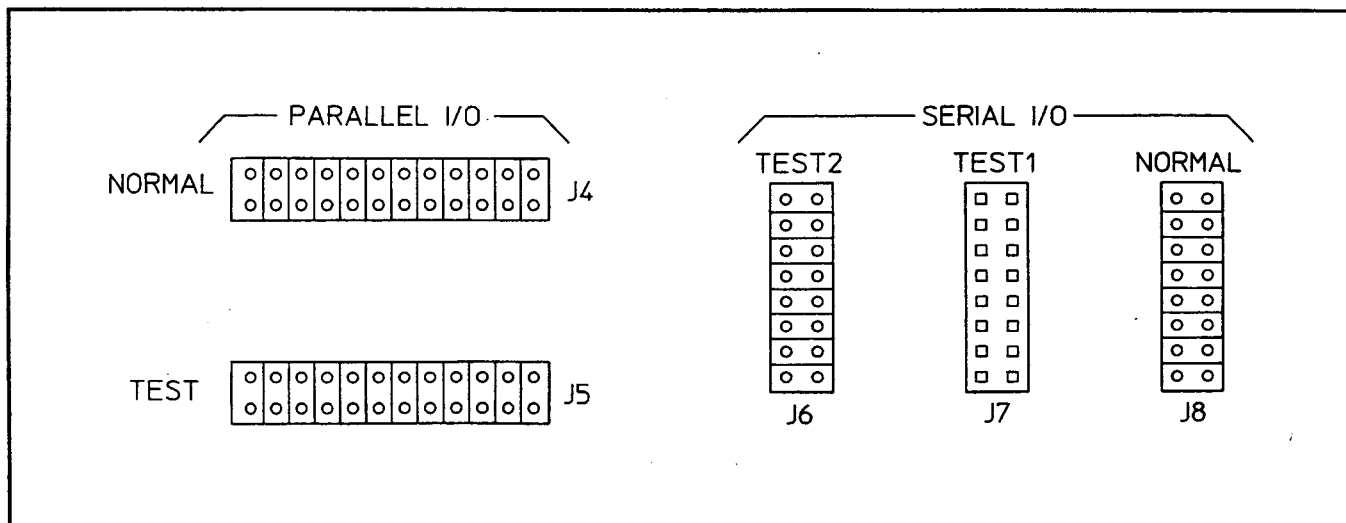 PARALLEL I/O
NORMAL
J4
TEST
J5
SERIAL I/O
TEST2
TEST1
NORMAL
J6
J7
J8